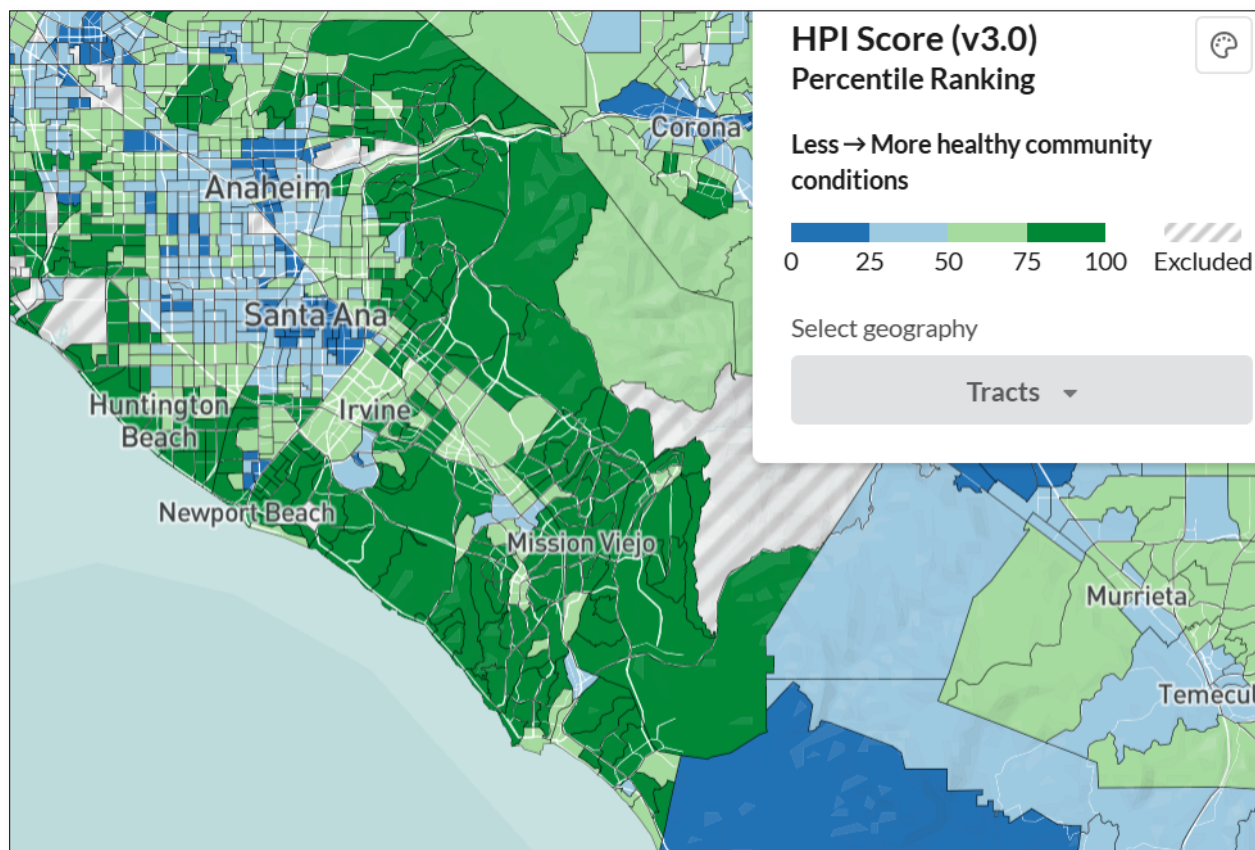 HPI Score (v3.0)
Percentile Ranking
Less → More healthy community
conditions
0 25 50 75 100 Excluded
Select geography
Tracts
Corona
Anaheim
Santa Ana
Huntington
Beach
Irvine
Newport Beach
Mission Viejo
Murrieta
Temecul